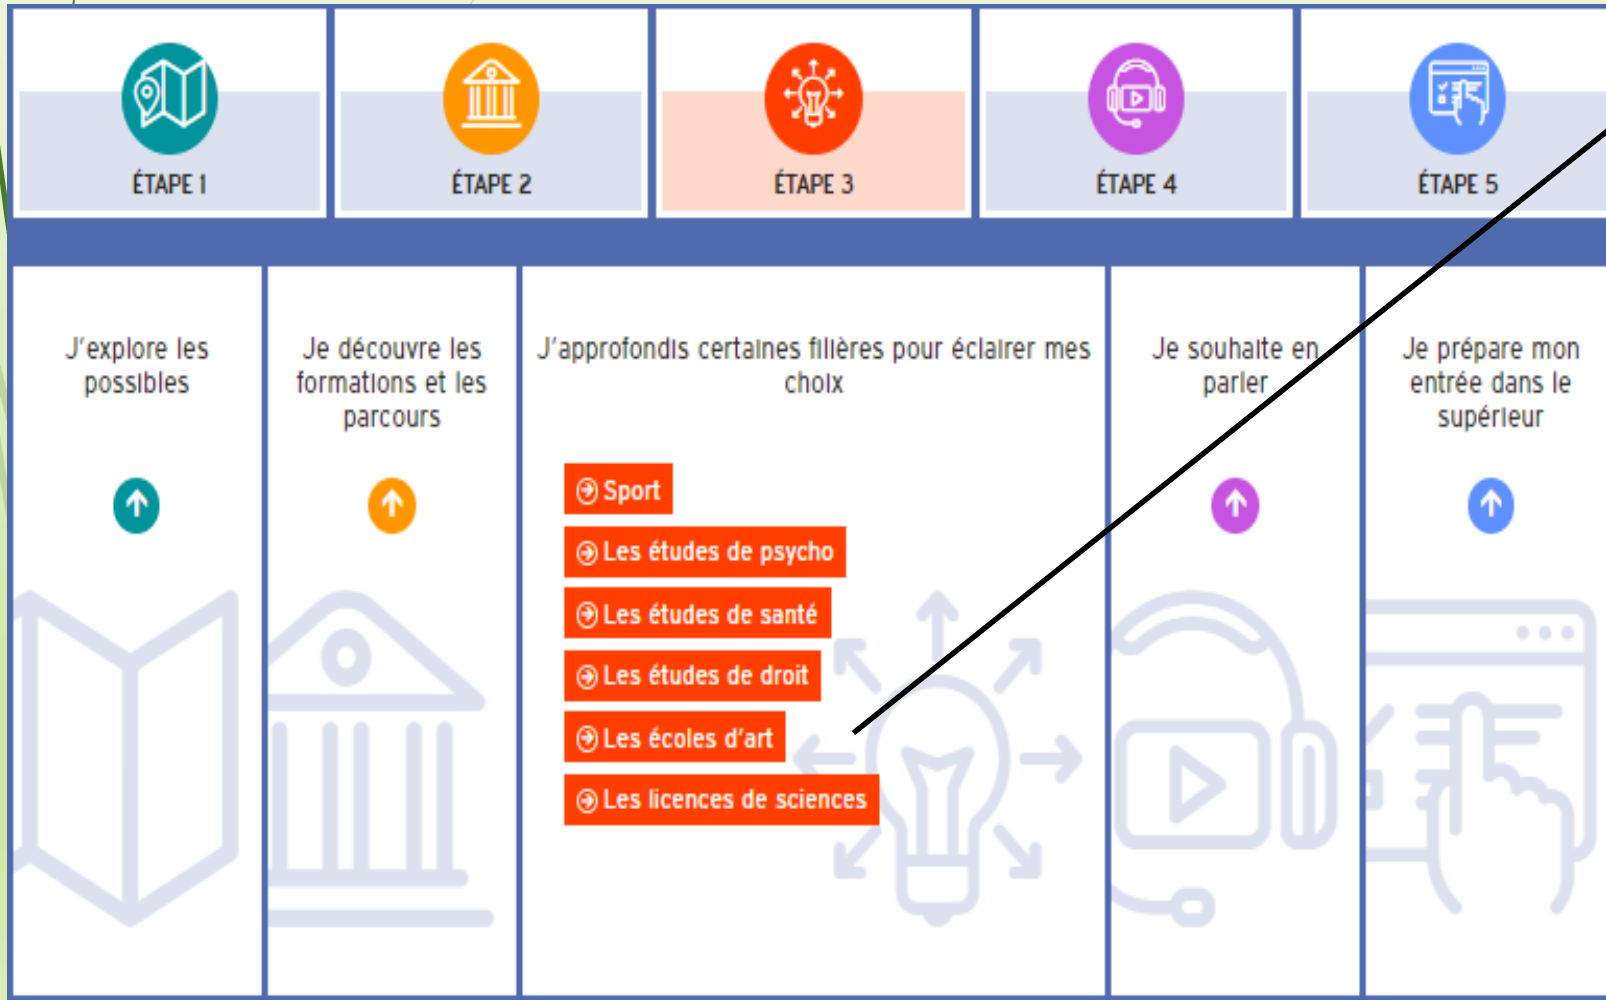 ÉTAPE 1
ÉTAPE 2
ÉTAPE 3
ÉTAPE 4
ÉTAPE 5
J'explore les
possibles
Je découvre les
formations et les
parcours
J'approfondis certaines filières pour éclairer mes
choix
Sport
Les études de psycho
Les études de santé
Les études de droit
Les écoles d'art
Les licences de sciences
Je souhaite en
parler
Je prépare mon
entrée dans le
supérieur